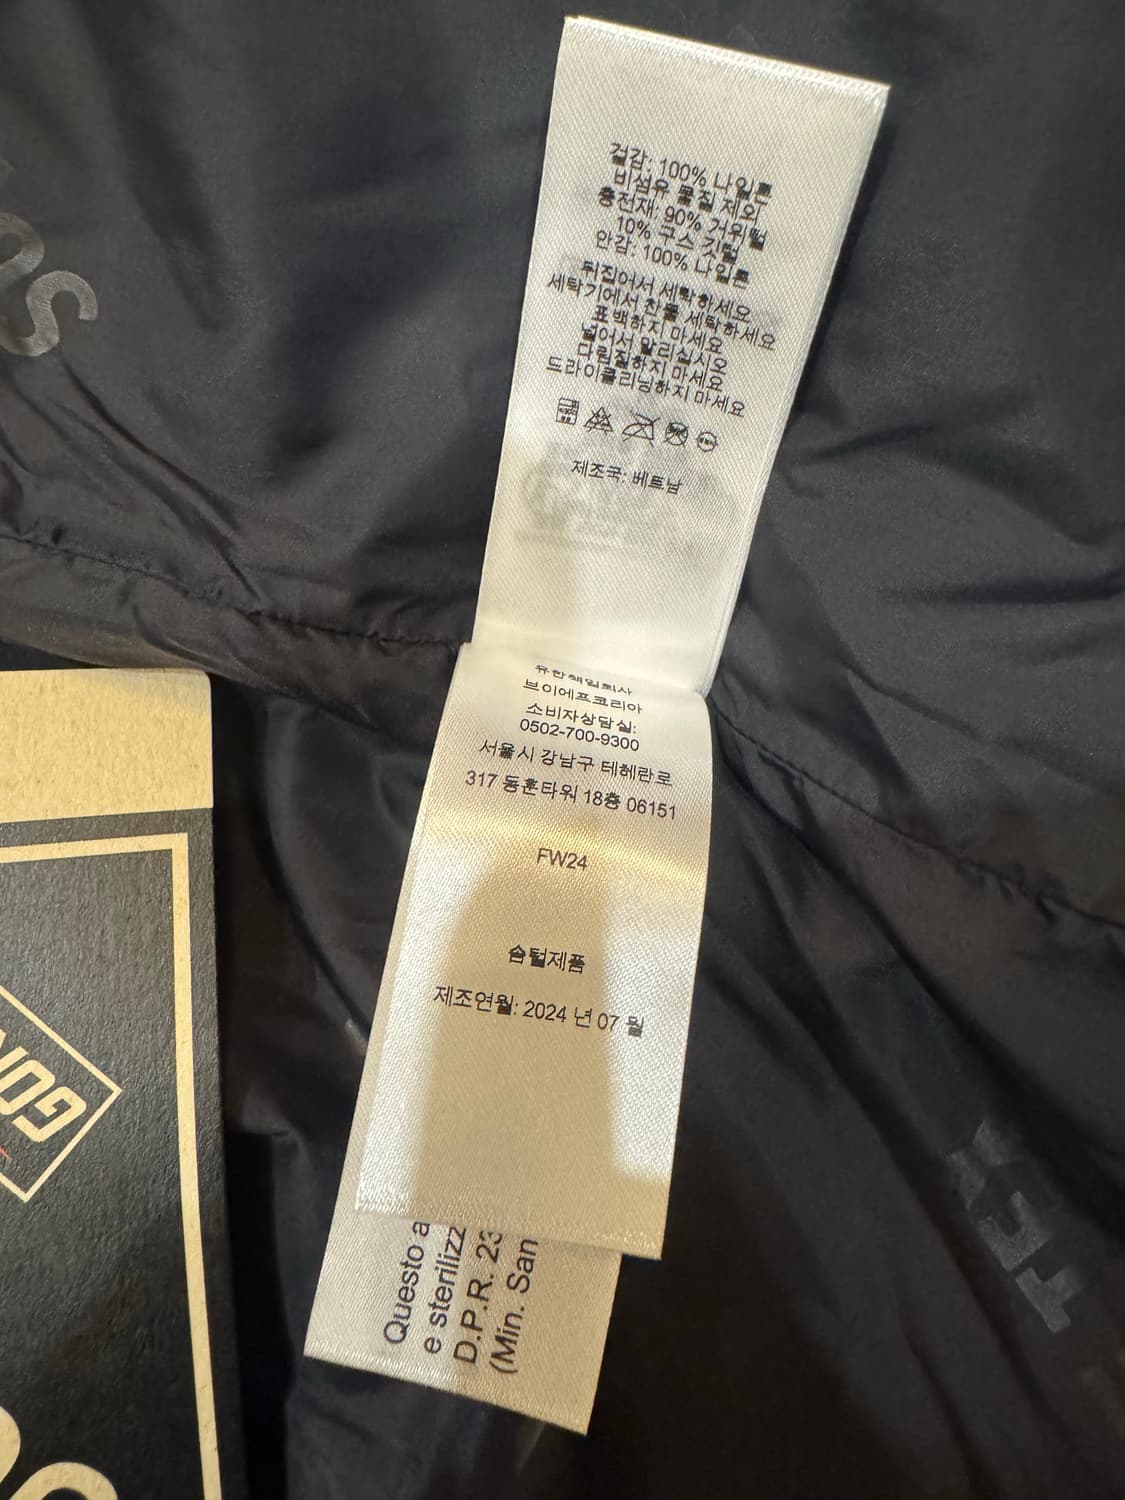 겉감: 100% 나일론
비섬유 물질 제외
충전재: 90% 거위털
10% 구스 깃털
안감: 100% 나일론
뒤집어서 세탁하세요
세탁기에서 찬물 세탁하세요
표백하지 마세요
널어서 말리십시오
다림질하지 마세요
드라이클리닝하지 마세요
제조국: 베트남
유한책임회사
브이에프코리아
소비자상담실:
0502-700-9300
서울시 강남구 테헤란로
317 동훈타워 18층 06151
FW24
솜털제품
제조연월: 2024 년 07 월
Questo a
e sterilizz
D.P.R. 23
(Min. San